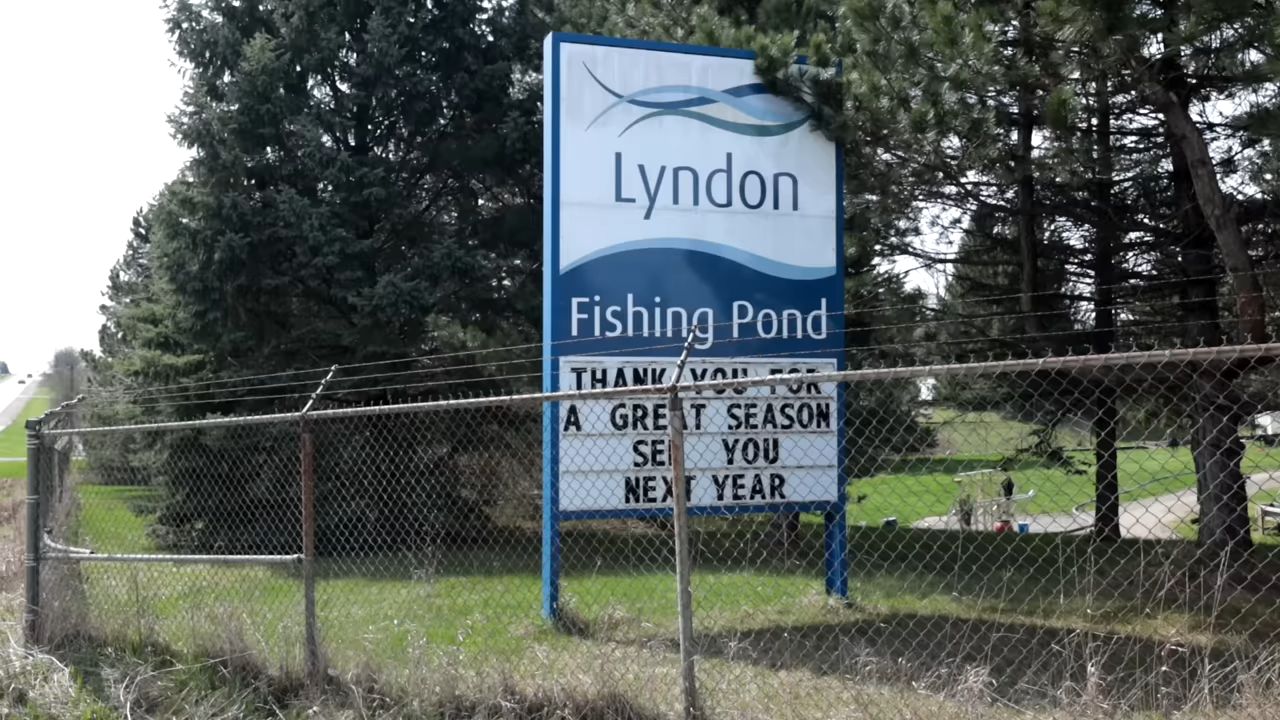 Lyndon
Fishing Pond
THANK YOU FOR
A GREAT SEASON
SEE YOU
NEXT YEAR